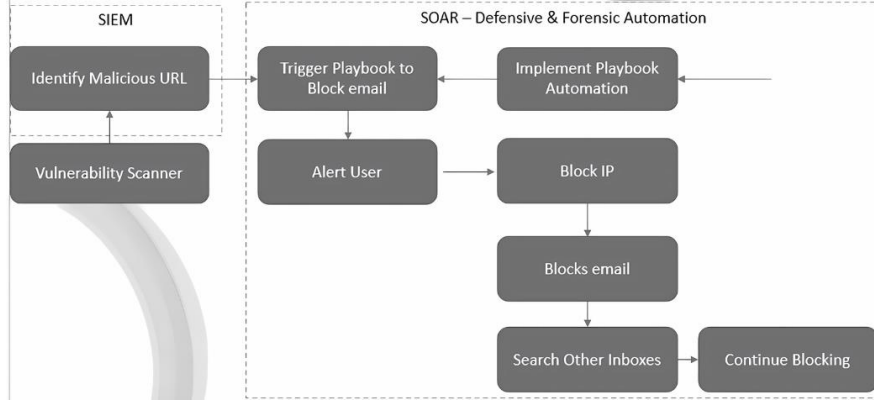 SIEM
SOAR – Defensive & Forensic Automation
Identify Malicious URL
Trigger Playbook to
Block email
Implement Playbook
Automation
Vulnerability Scanner
Alert User
Block IP
Blocks email
Search Other Inboxes
Continue Blocking